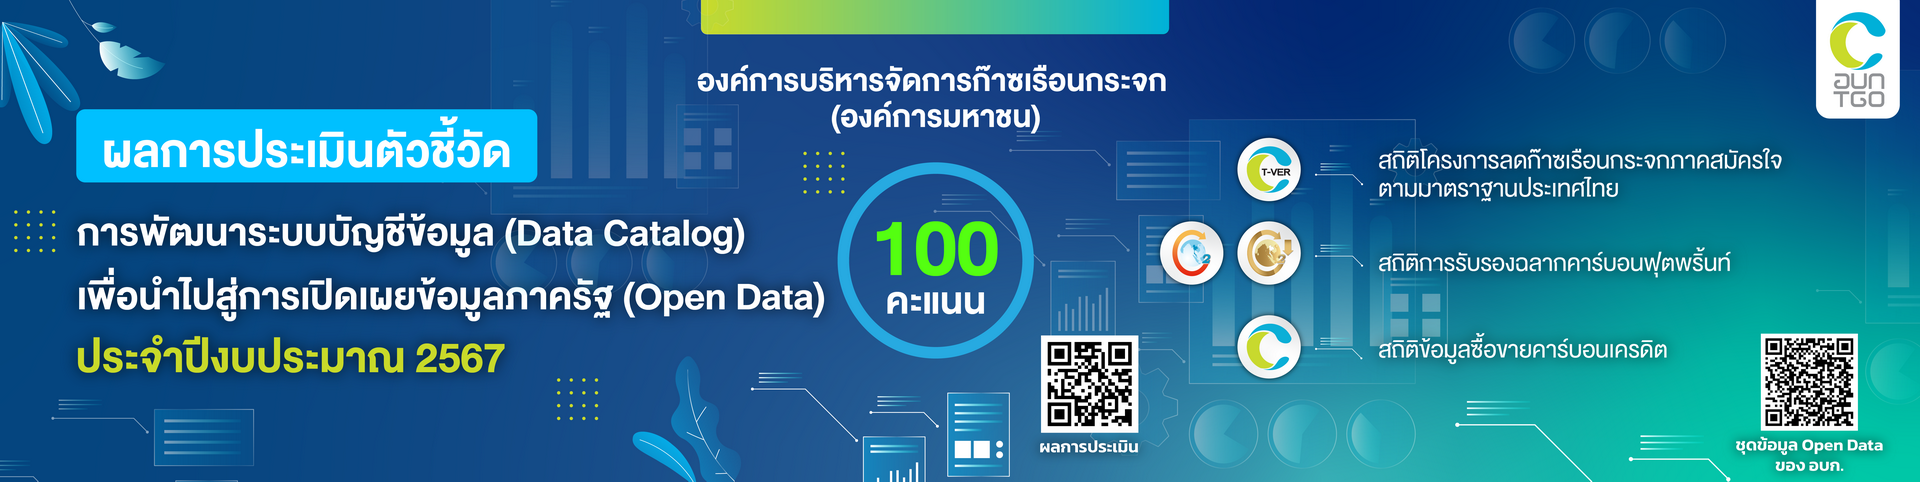 ผลการประเมินตัวชี้วัด
การพัฒนาระบบบัญชีข้อมูล (Data Catalog)
เพื่อนำไปสู่การเปิดเผยข้อมูลภาครัฐ (Open Data)
ประจำปีงบประมาณ 2567
องค์การบริหารจัดการก๊าซเรือนกระจก
(องค์การมหาชน)
100
คะแนน
ผลการประเมิน
T-VER
สถิติโครงการลดก๊าซเรือนกระจกภาคสมัครใจ
ตามมาตราฐานประเทศไทย
สถิติการรับรองฉลากคาร์บอนฟุตพริ้นท์
สถิติข้อมูลซื้อขายคาร์บอนเครดิต
อบก
TGO
ชุดข้อมูล Open Data
ของ อบก.